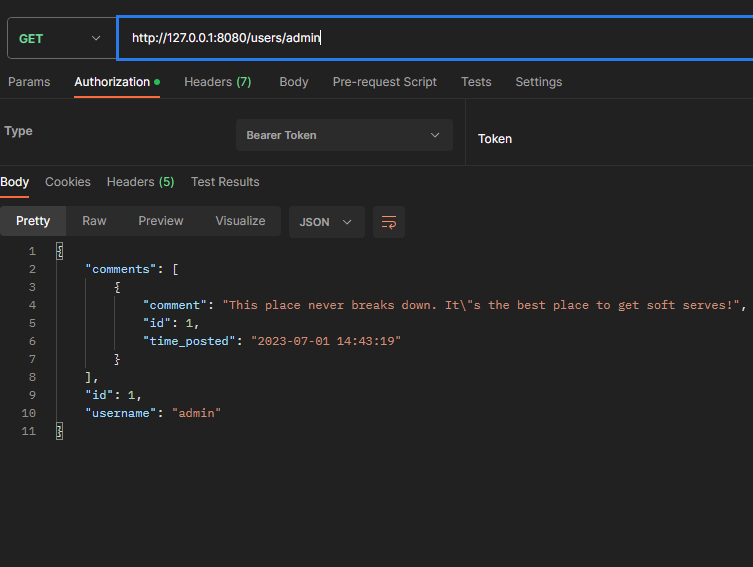 GET http://127.0.0.1:8080/users/admin
Params Authorization Headers (7) Body Pre-request Script Tests Settings
Type Bearer Token Token
Body Cookies Headers (5) Test Results
Pretty Raw Preview Visualize JSON
1 {
2 "comments": [
3 {
4 "comment": "This place never breaks down. It\"s the best place to get soft serves!",
5 "id": 1,
6 "time_posted": "2023-07-01 14:43:19"
7 }
8 ],
9 "id": 1,
10 "username": "admin"
11 }